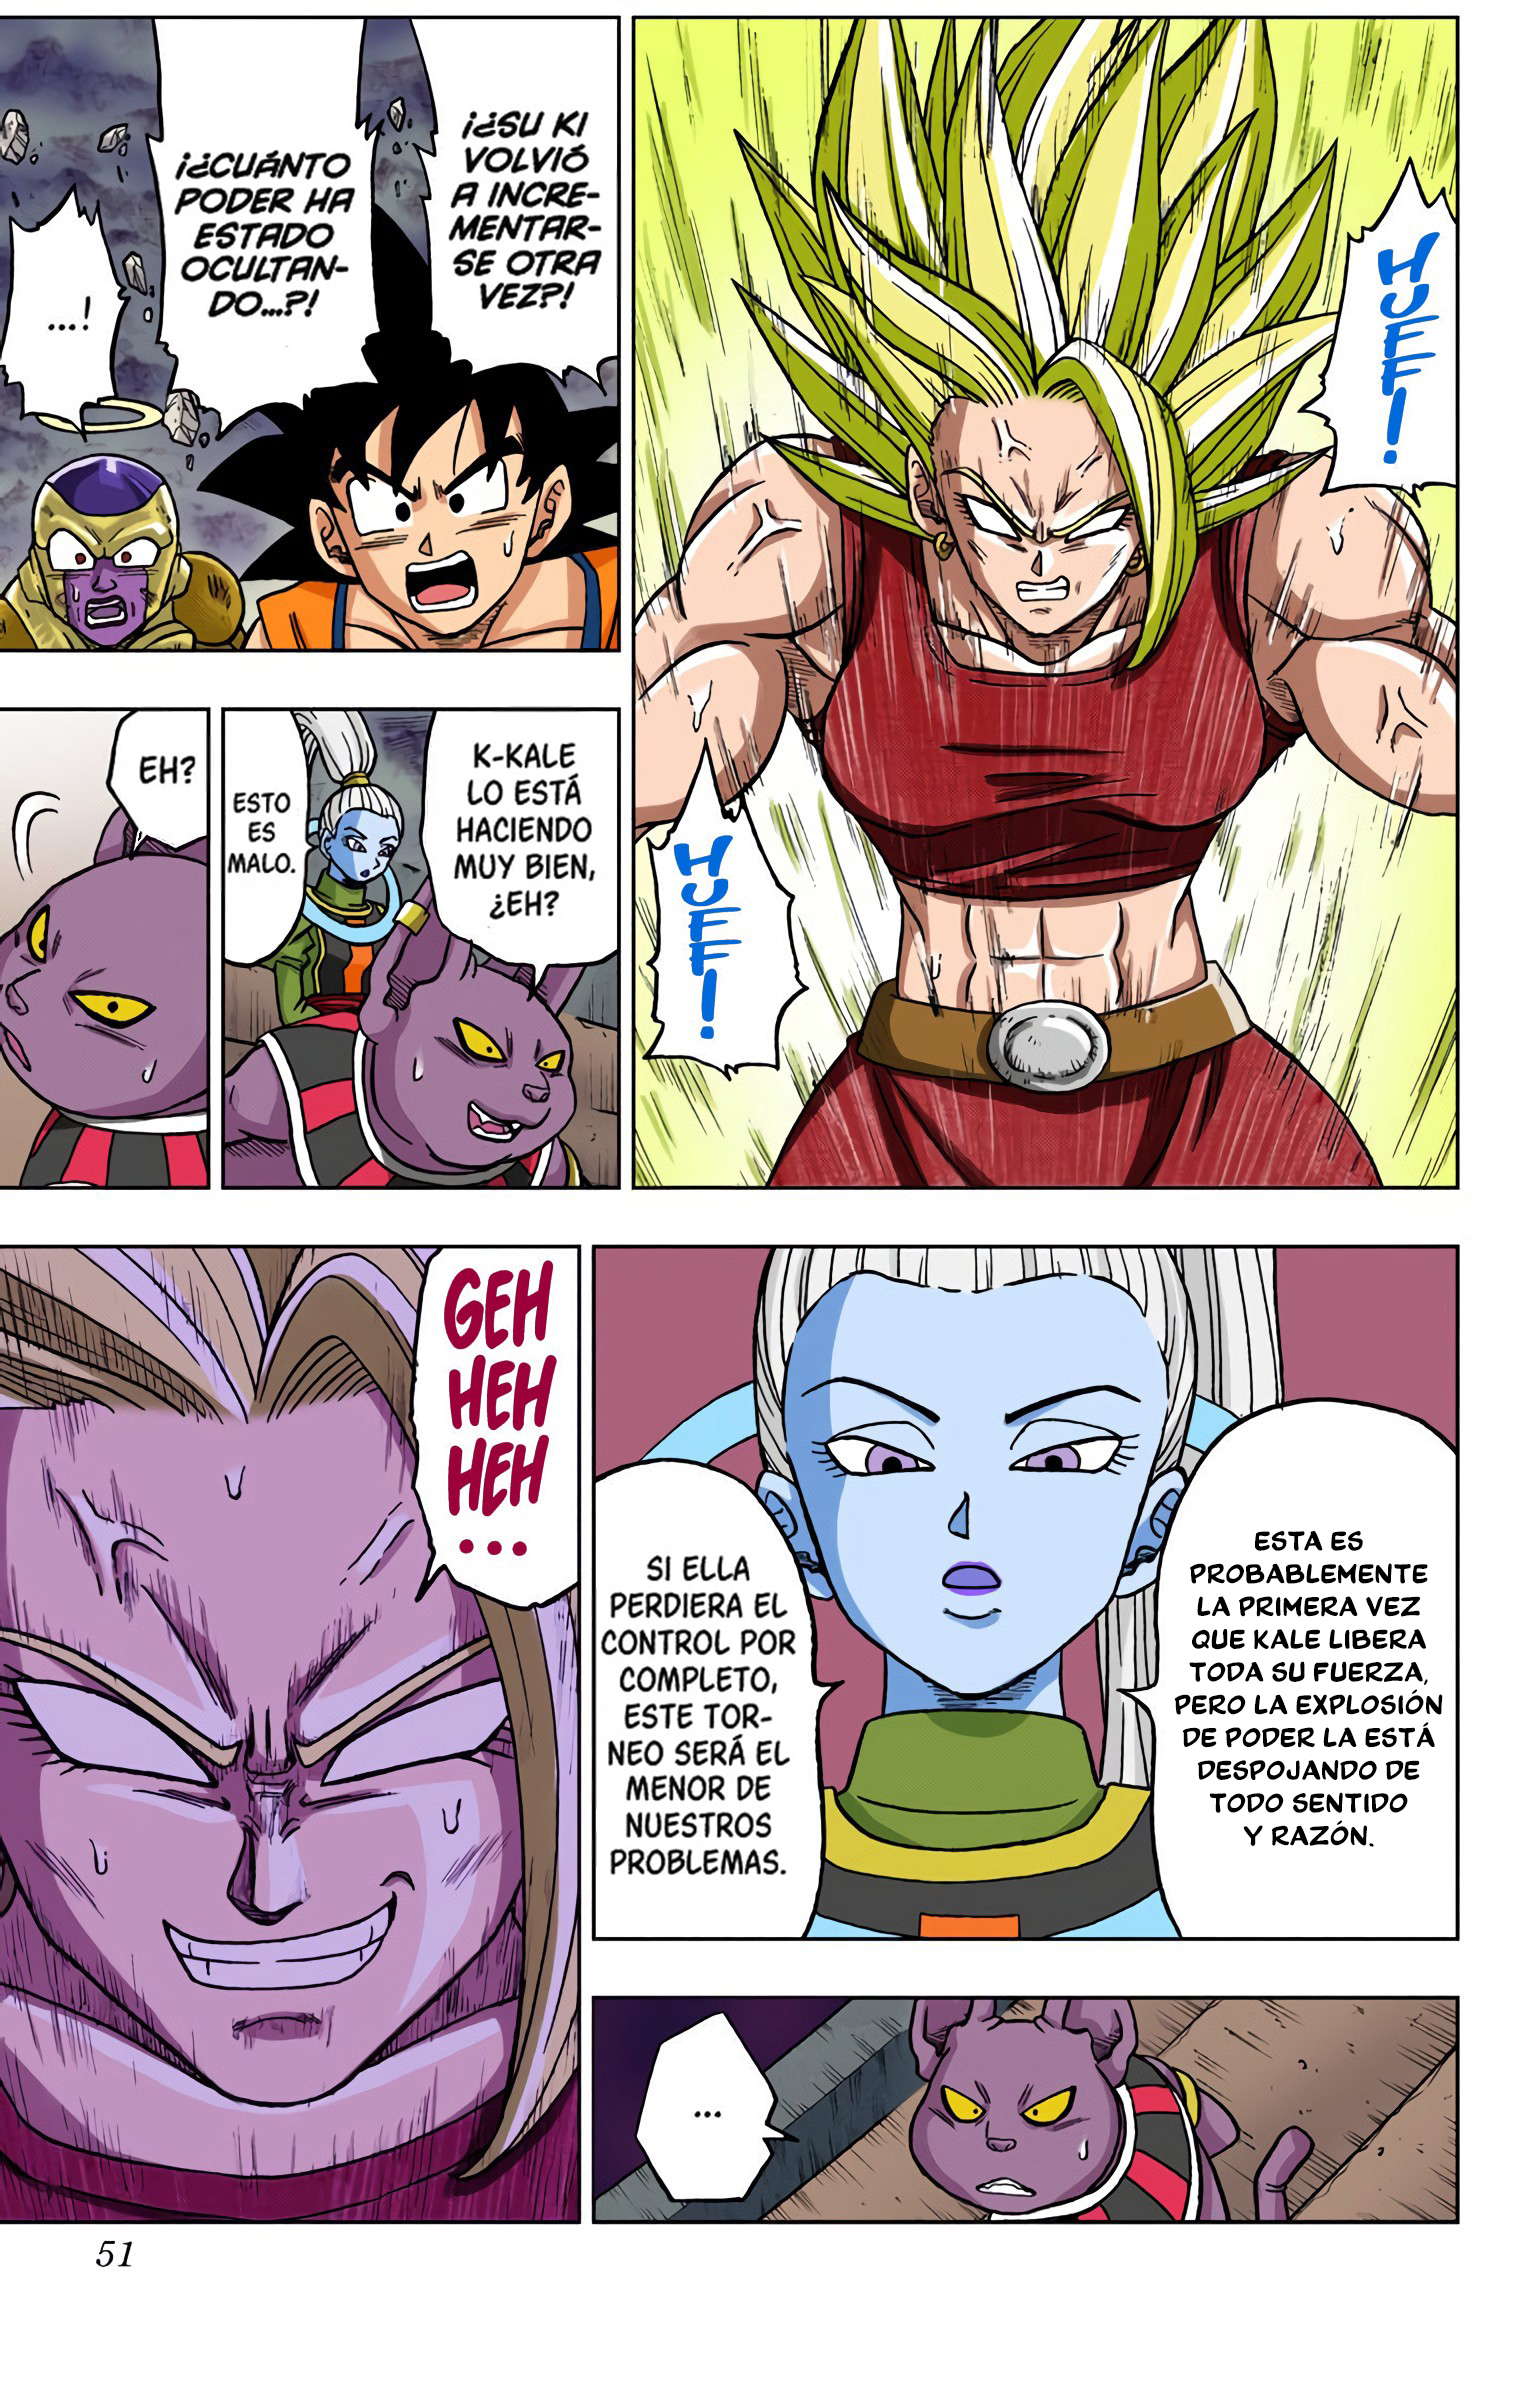 HUFF!
HUFF!
¡¿SU KI
VOLVIÓ
A INCRE-
MENTAR-
SE OTRA
VEZ?!
¡¿CUÁNTO
PODER HA
ESTADO
OCULTAN-
DO...?!
...!
K-KALE
LO ESTÁ
HACIENDO
MUY BIEN,
¿EH?
ESTO
ES
MALO.
EH?
ESTA ES
PROBABLEMENTE
LA PRIMERA VEZ
QUE KALE LIBERA
TODA SU FUERZA,
PERO LA EXPLOSIÓN
DE PODER LA ESTÁ
DESPOJANDO DE
TODO SENTIDO
Y RAZÓN.
SI ELLA
PERDIERA EL
CONTROL POR
COMPLETO,
ESTE TOR-
NEO SERÁ EL
MENOR DE
NUESTROS
PROBLEMAS.
...
GEH
HEH
HEH
...
51